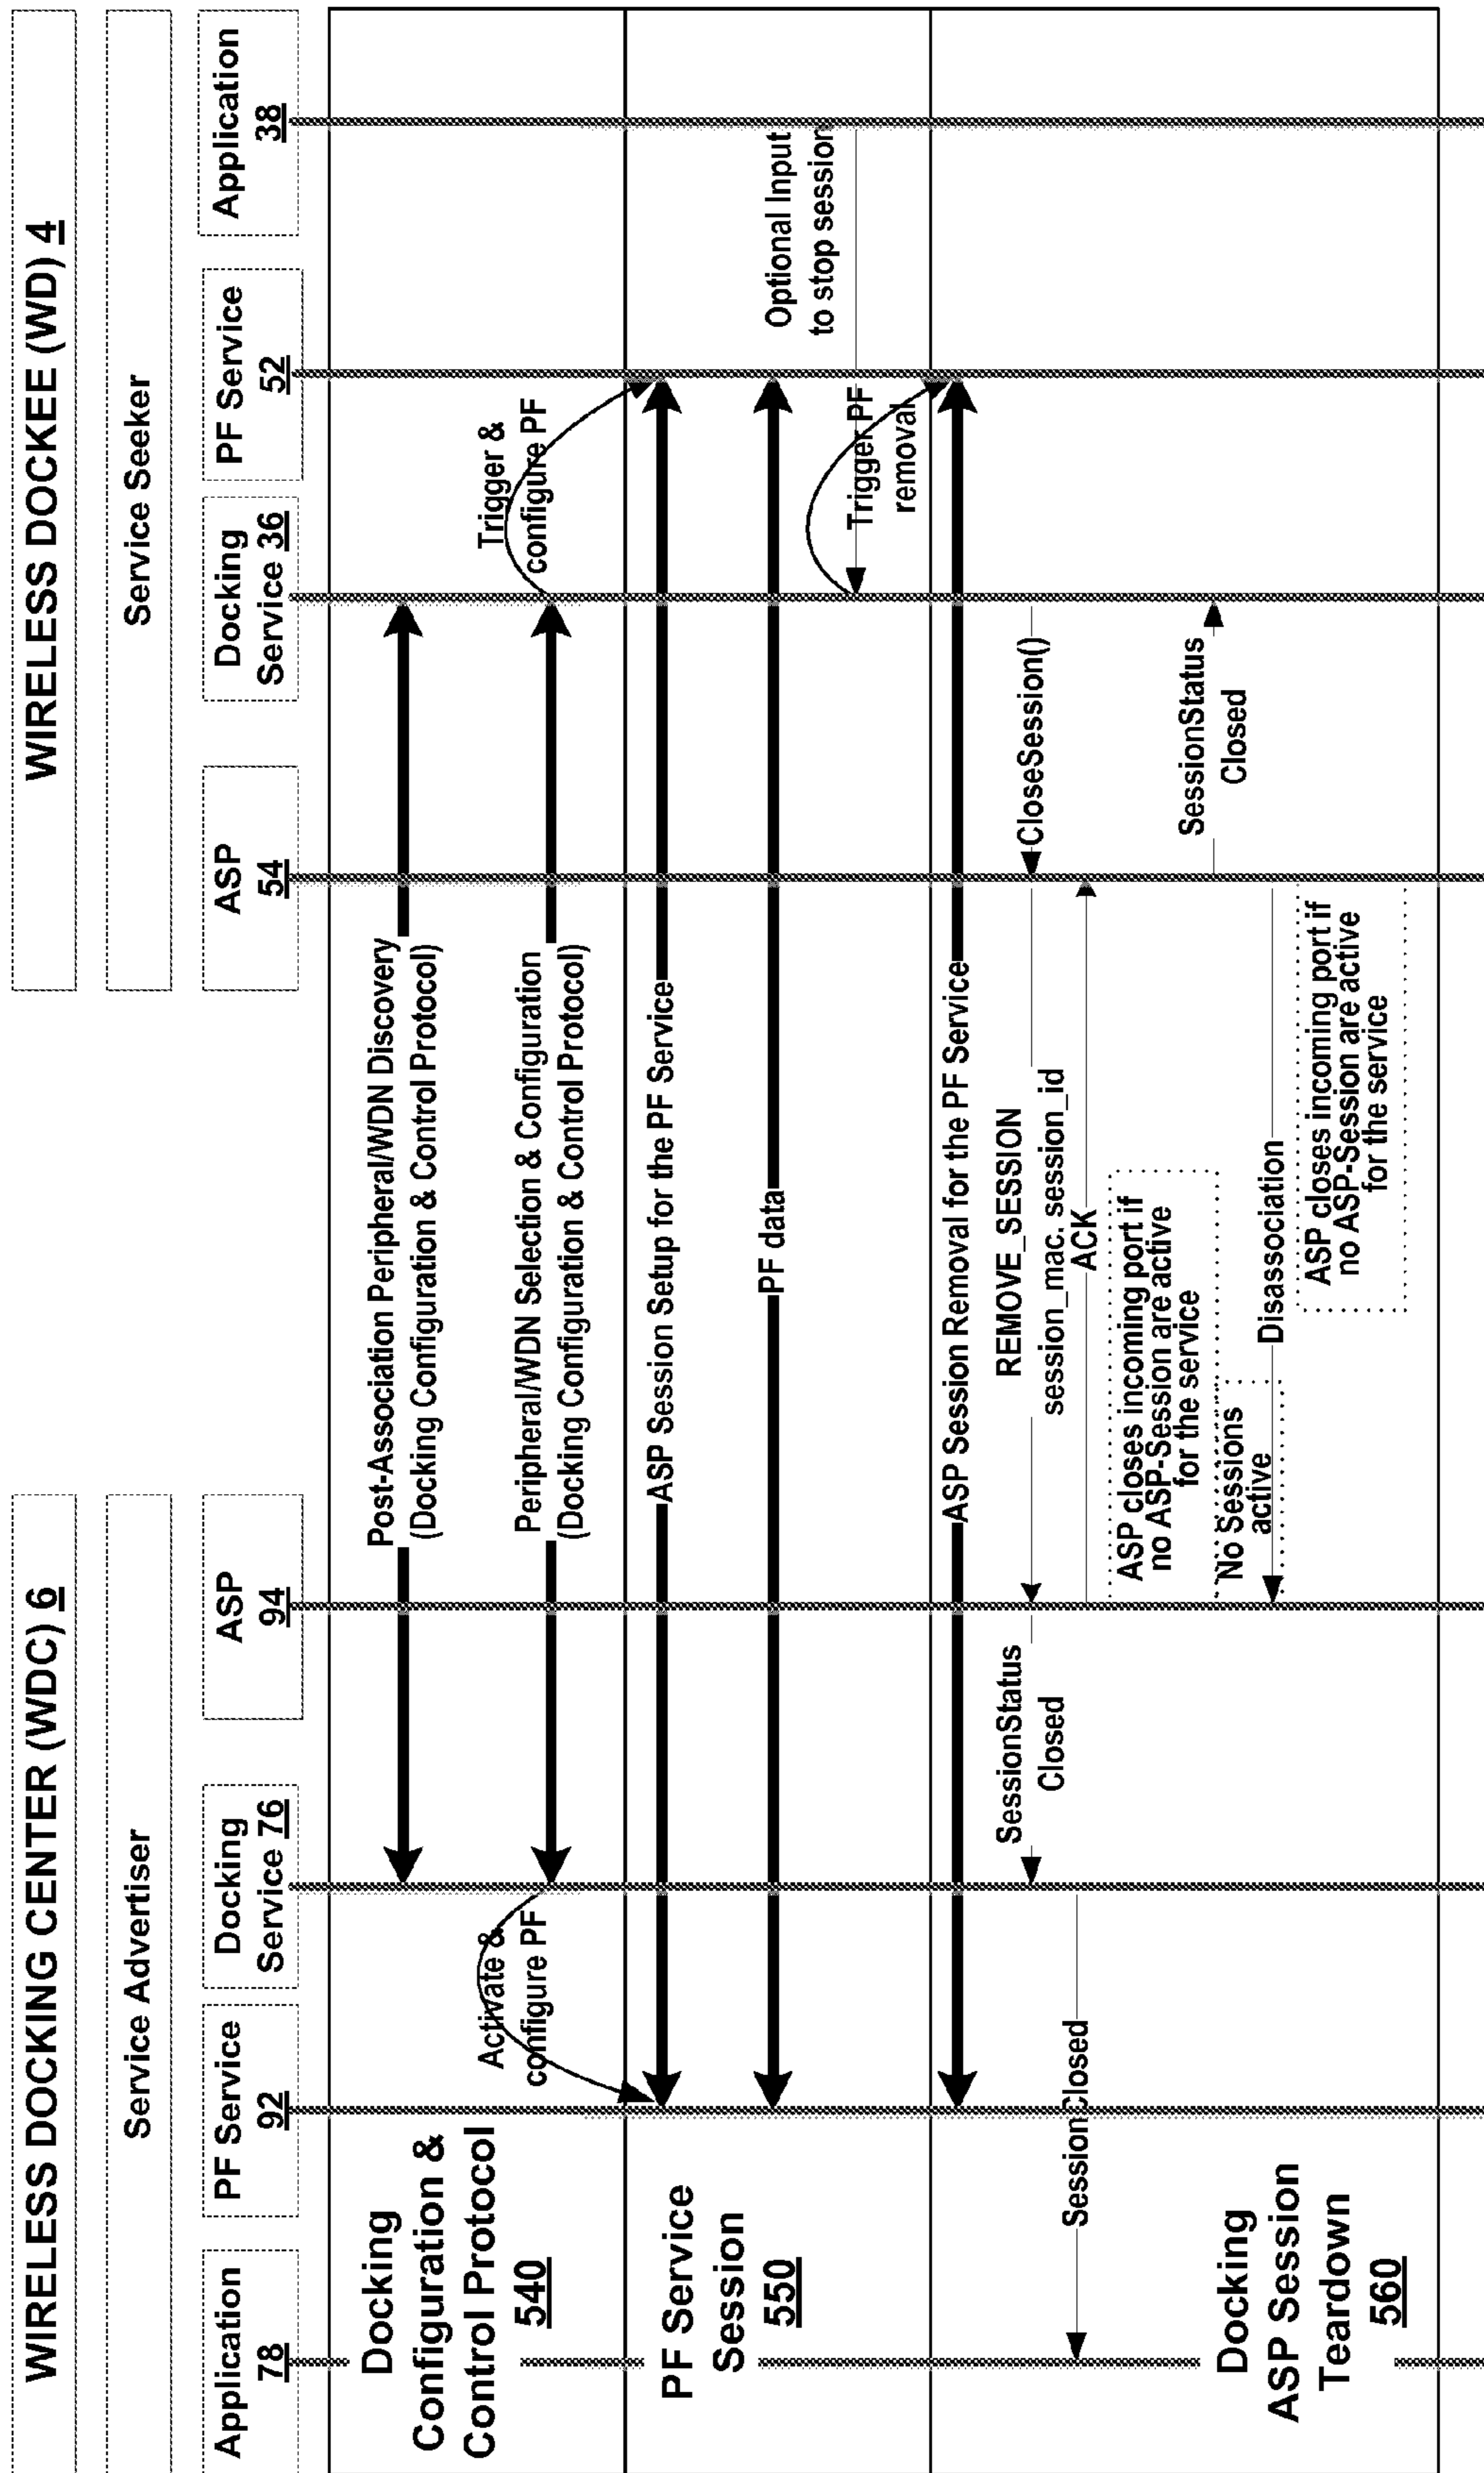 WIRELESS DOCKING CENTER (WDC) 6
WIRELESS DOCKEE (WD) 4
Service Advertiser
Service Seeker
Application
78
PF Service
92
Docking
Service 76
ASP
94
ASP
54
Docking
Service 36
PF Service
52
Application
38
Docking
Configuration &
Control Protocol
540
Post-Association Peripheral/WDN Discovery
(Docking Configuration & Control Protocol)
Activate &
configure PF
Peripheral/WDN Selection & Configuration
(Docking Configuration & Control Protocol)
Trigger &
configure PF
PF Service
Session
550
ASP Session Setup for the PF Service
PF data
Optional Input
to stop session
Trigger PF
removal
ASP Session Removal for the PF Service
SessionStatus
Closed
REMOVE_SESSION
session_mac. session_id
CloseSession()
ACK
SessionClosed
ASP closes incoming port if
no ASP-Session are active
for the service
SessionStatus
Closed
Docking
ASP Session
Teardown
560
No Sessions
active
Disassociation
ASP closes incoming port if
no ASP-Session are active
for the service